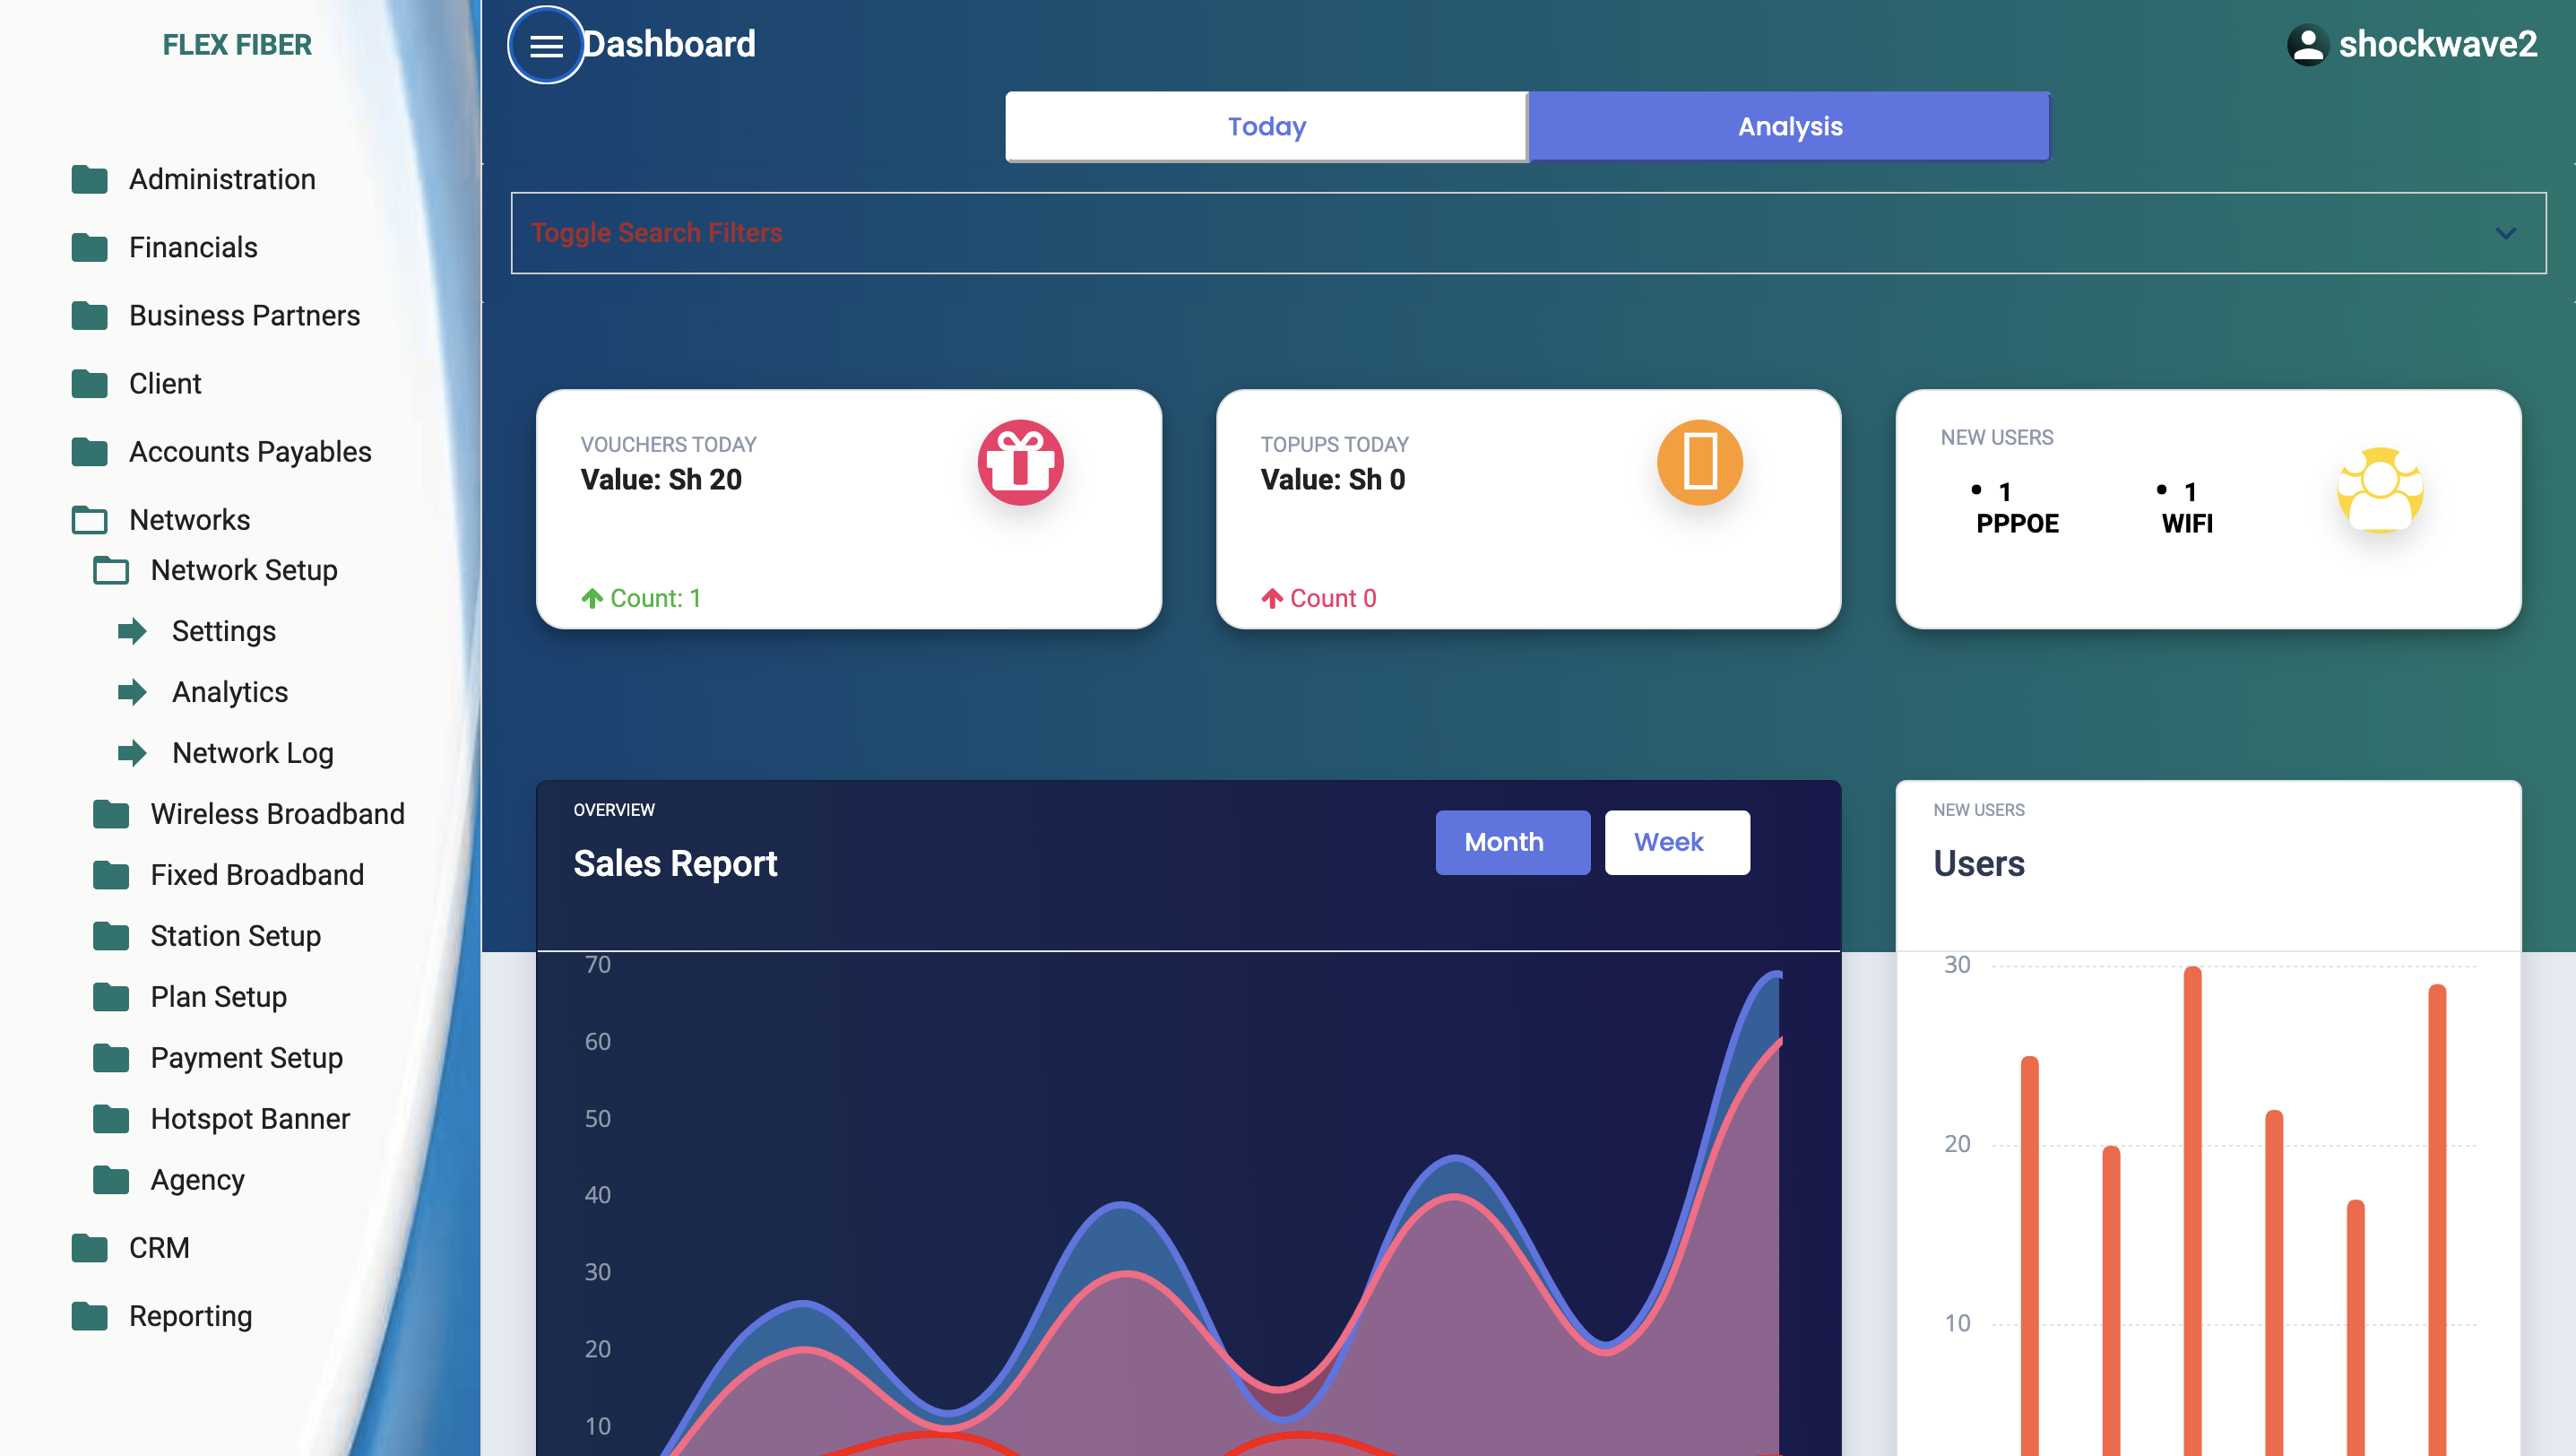 FLEX FIBER
Administration
Financials
Business Partners
Client
Accounts Payables
Networks
Network Setup
Settings
Analytics
Network Log
Wireless Broadband
Fixed Broadband
Station Setup
Plan Setup
Payment Setup
Hotspot Banner
Agency
CRM
Reporting
Dashboard
shockwave2
Today
Analysis
Toggle Search Filters
VOUCHERS TODAY
Value: Sh 20
Count: 1
TOPUPS TODAY
Value: Sh 0
Count 0
NEW USERS
• 1
PPPOE
• 1
WIFI
OVERVIEW
Sales Report
Month
Week
70
60
50
40
30
20
10
NEW USERS
Users
30
20
10